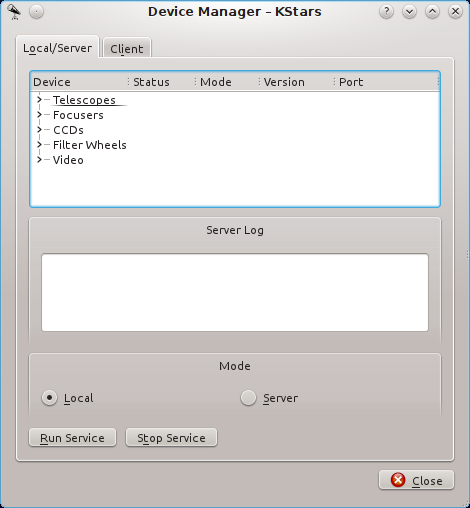 Device Manager – KStars
Local/Server Client
Device Status Mode Version Port
Telescopes
Focusers
CCDs
Filter Wheels
Video
Server Log
Mode
Local Server
Run Service Stop Service
Close